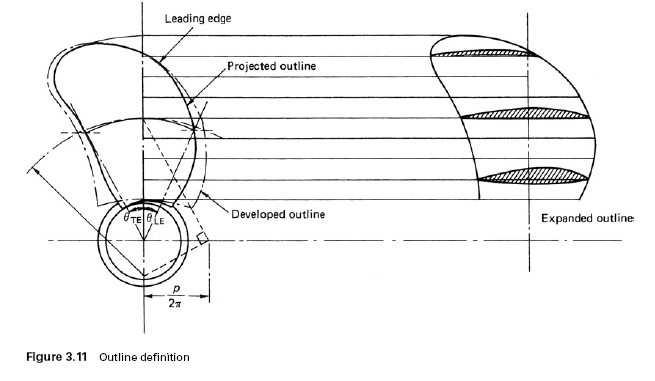 Leading edge
Projected outline
θTE θLE
Developed outline
Expanded outline
p
2π
Figure 3.11 Outline definition